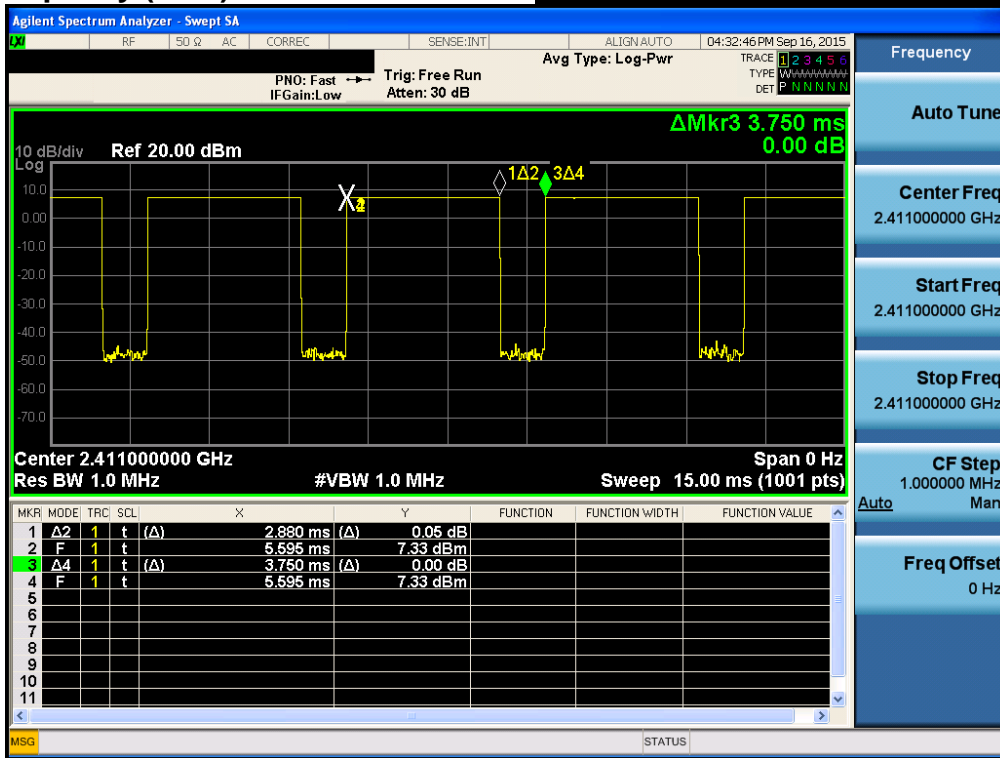 Agilent Spectrum Analyzer - Swept SA
LXI RF 50 Ω AC CORREC SENSE:INT ALIGN AUTO 04:32:46 PM Sep 16, 2015
Frequency
Avg Type: Log-Pwr TRACE 1 2 3 4 5 6
PNO: Fast Trig: Free Run TYPE W
IFGain:Low Atten: 30 dB DET P N N N N N
Auto Tune
ΔMkr3 3.750 ms
10 dB/div Ref 20.00 dBm 0.00 dB
Log
1Δ2 3Δ4
10.0
0.00
-10.0
-20.0
-30.0
-40.0
-50.0
-60.0
-70.0
Center Freq
2.411000000 GHz
Start Freq
2.411000000 GHz
Stop Freq
2.411000000 GHz
Center 2.411000000 GHz Span 0 Hz
Res BW 1.0 MHz #VBW 1.0 MHz Sweep 15.00 ms (1001 pts)
CF Step
1.000000 MHz
Auto Man
MKR MODE TRC SCL X Y FUNCTION FUNCTION WIDTH FUNCTION VALUE
1 Δ2 1 t (Δ) 2.880 ms (Δ) 0.05 dB
2 F 1 t 5.595 ms 7.33 dBm
3 Δ4 1 t (Δ) 3.750 ms (Δ) 0.00 dB
4 F 1 t 5.595 ms 7.33 dBm
5
6
7
8
9
10
11
Freq Offset
0 Hz
MSG STATUS